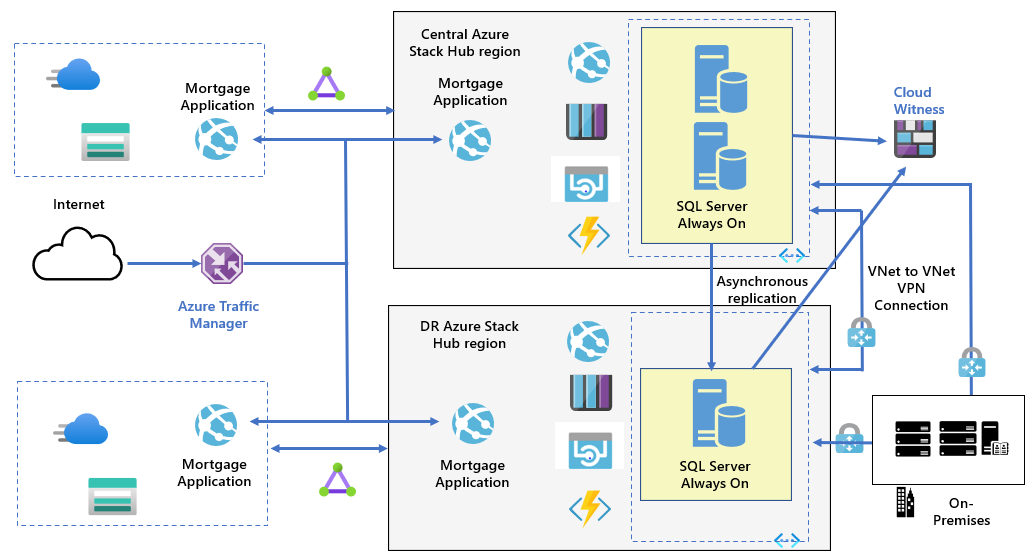 Central Azure
Stack Hub region
Mortgage
Application
Mortgage
Application
Cloud
Witness
SQL Server
Always On
Internet
Azure Traffic
Manager
Asynchronous
replication
VNet to VNet
VPN
Connection
DR Azure Stack
Hub region
Mortgage
Application
Mortgage
Application
SQL Server
Always On
On-
Premises